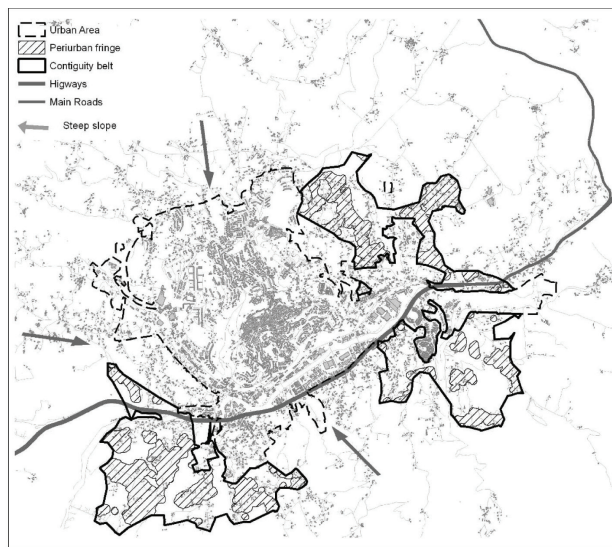 Urban Area
Periurban fringe
Contiguity belt
Higways
Main Roads
Steep slope